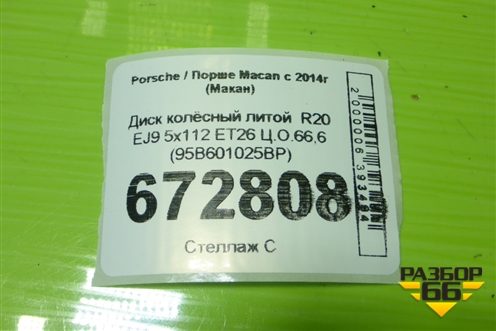 Porsche / Порше Macan с 2014г
(Макан)
Диск колёсный литой R20
EJ9 5x112 ET26 Ц.О.66,6
(95B601025BP)
672808
Стеллаж С
РАЗБОР
66